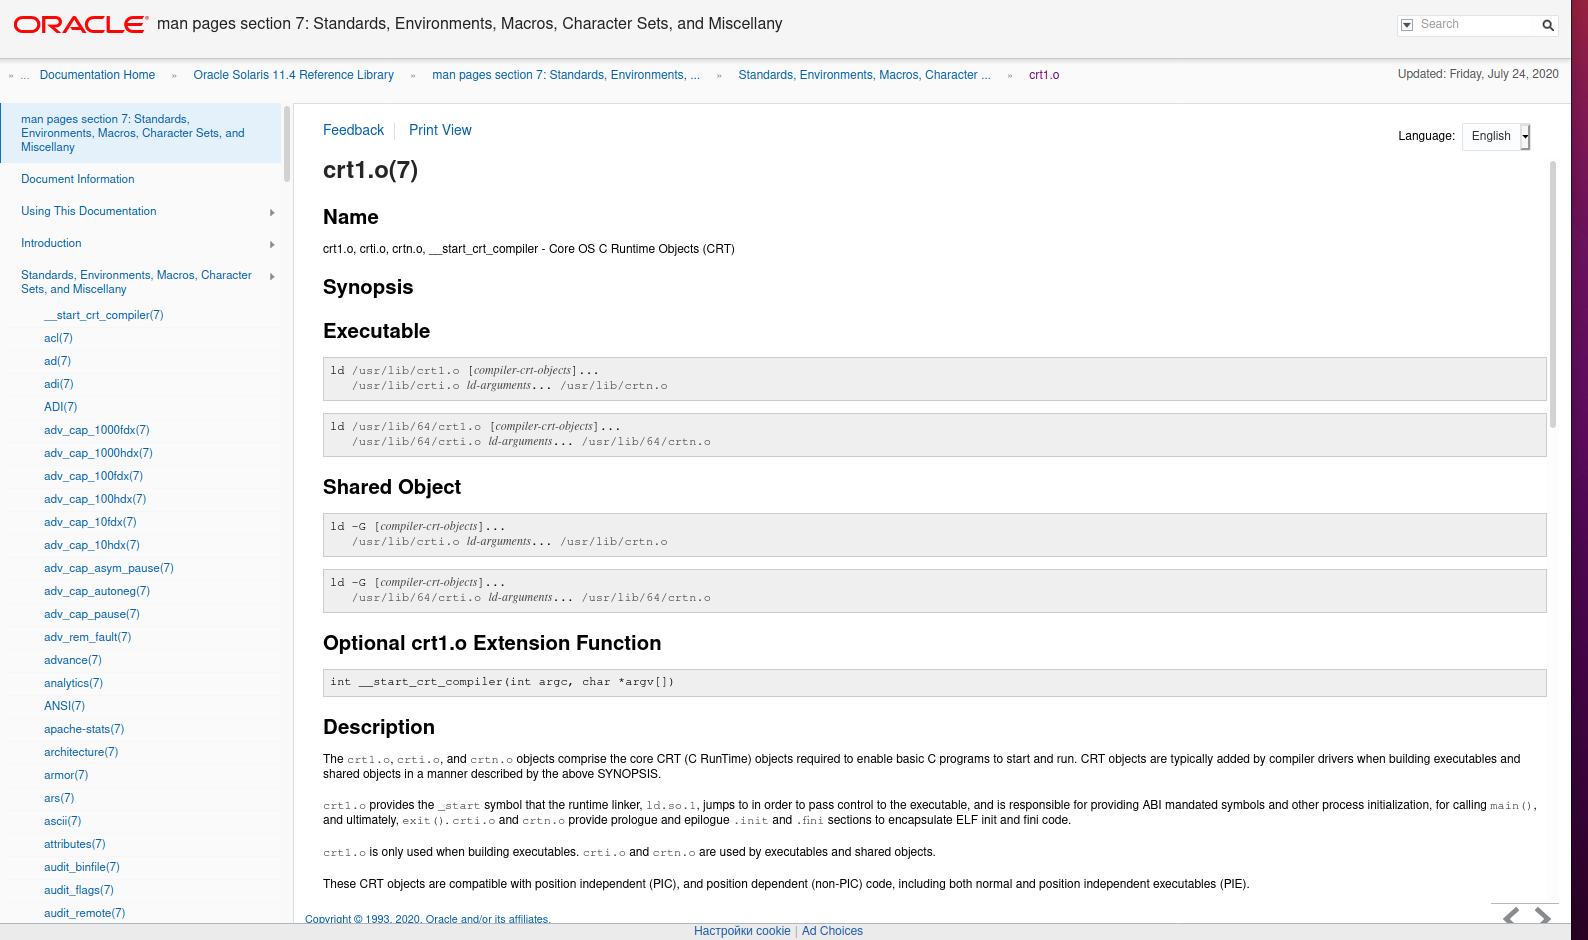 ORACLE® man pages section 7: Standards, Environments, Macros, Character Sets, and Miscellany
Search
» ... Documentation Home » Oracle Solaris 11.4 Reference Library » man pages section 7: Standards, Environments, ... » Standards, Environments, Macros, Character ... » crt1.o
Updated: Friday, July 24, 2020
man pages section 7: Standards,
Environments, Macros, Character Sets, and
Miscellany
Document Information
Using This Documentation
Introduction
Standards, Environments, Macros, Character
Sets, and Miscellany
__start_crt_compiler(7)
acl(7)
ad(7)
adi(7)
ADI(7)
adv_cap_1000fdx(7)
adv_cap_1000hdx(7)
adv_cap_100fdx(7)
adv_cap_100hdx(7)
adv_cap_10fdx(7)
adv_cap_10hdx(7)
adv_cap_asym_pause(7)
adv_cap_autoneg(7)
adv_cap_pause(7)
adv_rem_fault(7)
advance(7)
analytics(7)
ANSI(7)
apache-stats(7)
architecture(7)
armor(7)
ars(7)
ascii(7)
attributes(7)
audit_binfile(7)
audit_flags(7)
audit_remote(7)
Feedback Print View
Language: English
crt1.o(7)
Name
crt1.o, crti.o, crtn.o, __start_crt_compiler - Core OS C Runtime Objects (CRT)
Synopsis
Executable
ld /usr/lib/crt1.o [compiler-crt-objects]...
/usr/lib/crti.o ld-arguments... /usr/lib/crtn.o
ld /usr/lib/64/crt1.o [compiler-crt-objects]...
/usr/lib/64/crti.o ld-arguments... /usr/lib/64/crtn.o
Shared Object
ld -G [compiler-crt-objects]...
/usr/lib/crti.o ld-arguments... /usr/lib/crtn.o
ld -G [compiler-crt-objects]...
/usr/lib/64/crti.o ld-arguments... /usr/lib/64/crtn.o
Optional crt1.o Extension Function
int __start_crt_compiler(int argc, char *argv[])
Description
The crt1.o, crti.o, and crtn.o objects comprise the core CRT (C RunTime) objects required to enable basic C programs to start and run. CRT objects are typically added by compiler drivers when building executables and
shared objects in a manner described by the above SYNOPSIS.
crt1.o provides the _start symbol that the runtime linker, ld.so.1, jumps to in order to pass control to the executable, and is responsible for providing ABI mandated symbols and other process initialization, for calling main(),
and ultimately, exit(). crti.o and crtn.o provide prologue and epilogue .init and .fini sections to encapsulate ELF init and fini code.
crt1.o is only used when building executables. crti.o and crtn.o are used by executables and shared objects.
These CRT objects are compatible with position independent (PIC), and position dependent (non-PIC) code, including both normal and position independent executables (PIE).
Copyright © 1993, 2020, Oracle and/or its affiliates.
Настройки cookie | Ad Choices